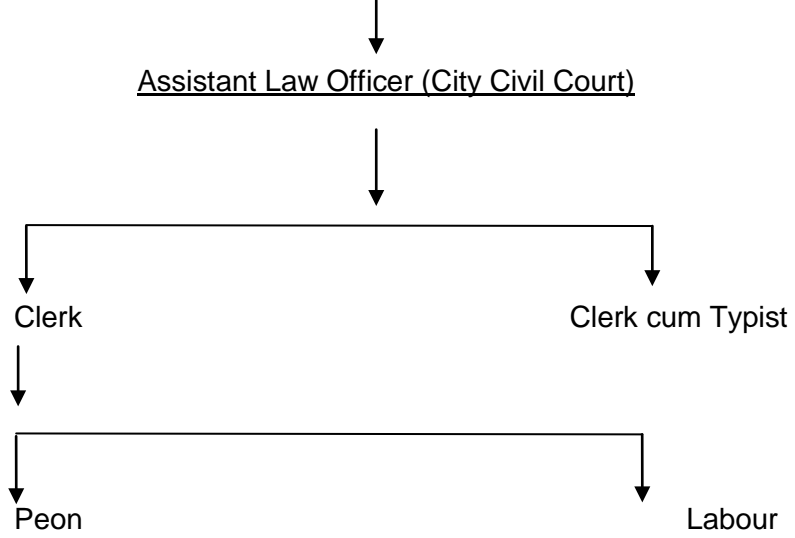 Assistant Law Officer (City Civil Court)
Clerk
Clerk cum Typist
Peon
Labour